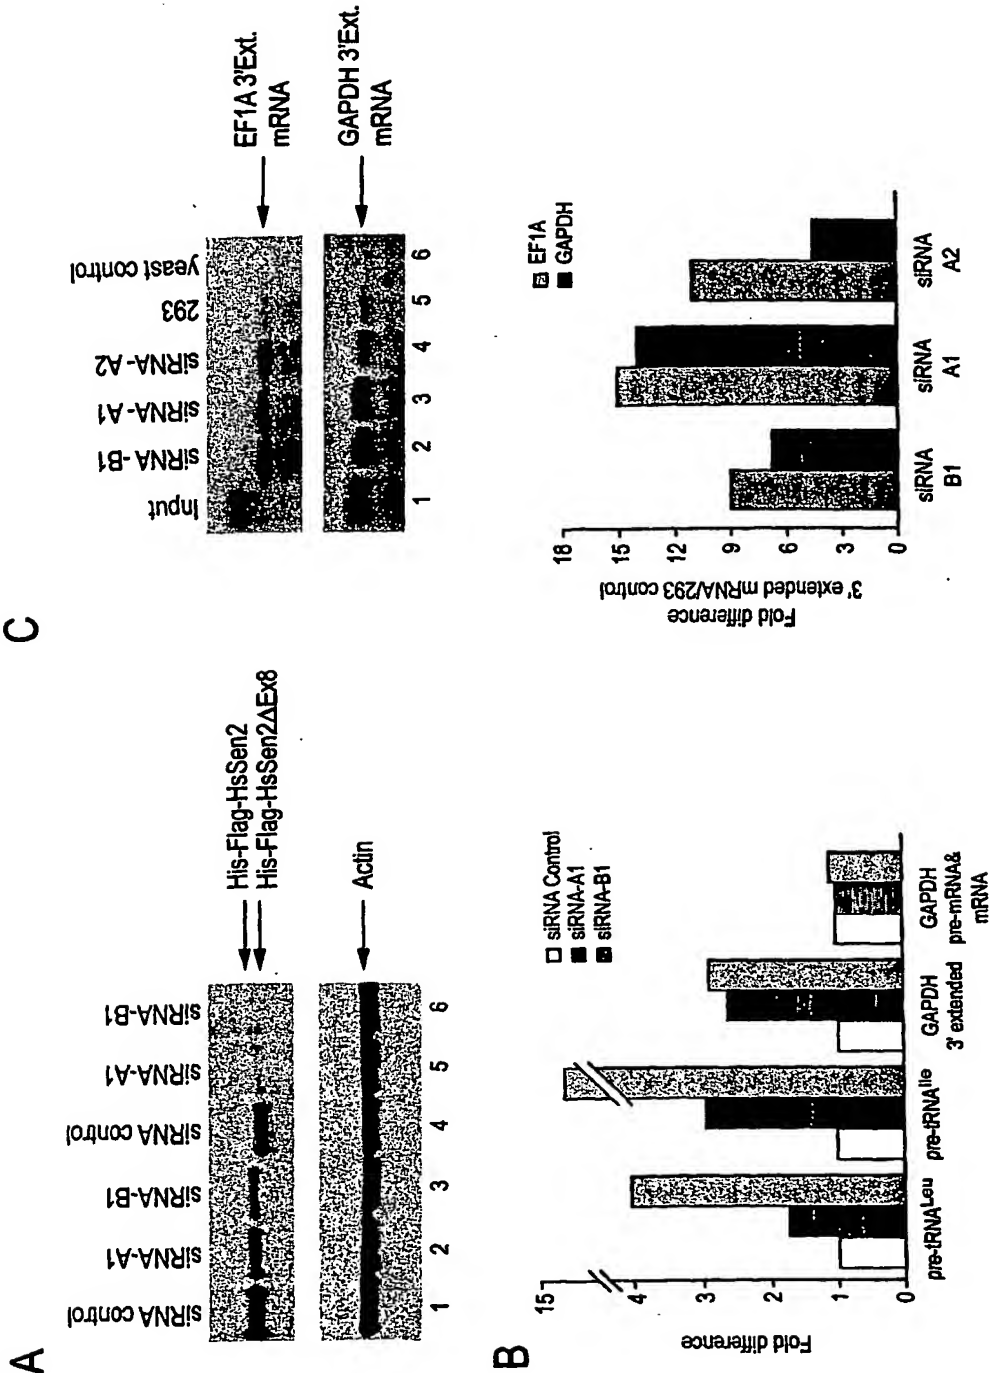 A
siRNA control
siRNA-A1
siRNA-B1
siRNA control
siRNA-A1
siRNA-B1
His-Flag-HsSen2
His-Flag-HsSen2ΔEx8
Actin
1 2 3 4 5 6
B
Fold difference
15
4
3
2
1
0
siRNA Control
siRNA-A1
siRNA-B1
pre-tRNALeu
pre-tRNAIle
GAPDH
3' extended
GAPDH
pre-mRNA&
mRNA
C
Input
siRNA-B1
siRNA-A1
siRNA-A2
293
yeast control
EF1A 3'Ext.
mRNA
GAPDH 3'Ext.
mRNA
1 2 3 4 5 6
Fold difference
3' extended mRNA/293 control
18
15
12
9
6
3
0
EF1A
GAPDH
siRNA
B1
siRNA
A1
siRNA
A2